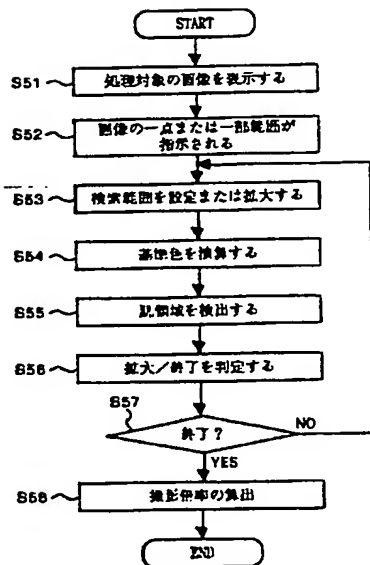 START
S51
処理対象の画像を表示する
S52
画像の一点または一部範囲が
指示される
S53
検索範囲を設定または拡大する
S54
基準色を演算する
S55
肌領域を検出する
S56
拡大/終了を判定する
S57
終了?
NO
YES
S58
撮影倍率の算出
END